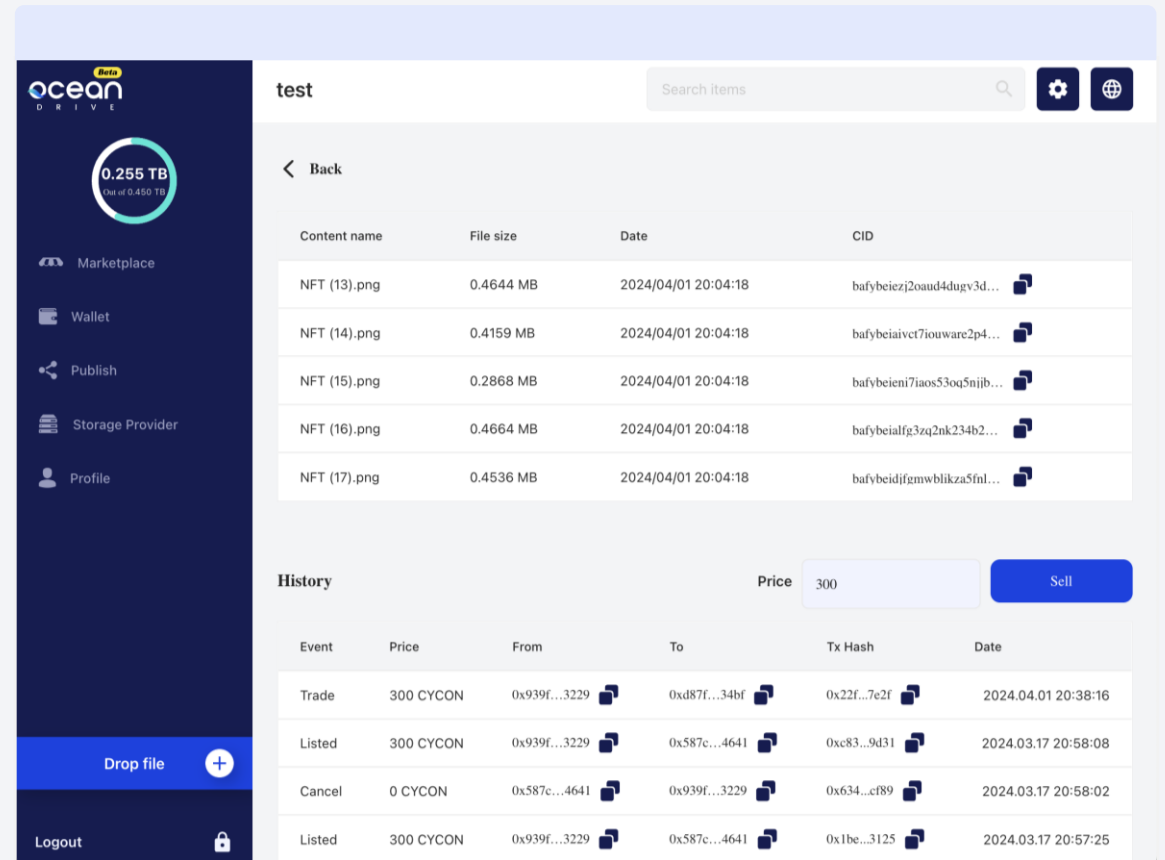 Beta
ocean
DRIVE
test
Search items
0.255 TB
Out of 0.450 TB
Marketplace
Wallet
Publish
Storage Provider
Profile
Drop file
Logout
Back
Content name File size Date CID
NFT (13).png 0.4644 MB 2024/04/01 20:04:18 bafybeiezj2oaud4dugv3d...
NFT (14).png 0.4159 MB 2024/04/01 20:04:18 bafybeiaivct7iouware2p4...
NFT (15).png 0.2868 MB 2024/04/01 20:04:18 bafybeieni7iaos53oq5njjb...
NFT (16).png 0.4664 MB 2024/04/01 20:04:18 bafybeialfg3zq2nk234b2...
NFT (17).png 0.4536 MB 2024/04/01 20:04:18 bafybeidjfgmwblikza5fnl...
History Price 300 Sell
Event Price From To Tx Hash Date
Trade 300 CYCON 0x939f...3229 0xd87f...34bf 0x22f...7e2f 2024.04.01 20:38:16
Listed 300 CYCON 0x939f...3229 0x587c...4641 0xc83...9d31 2024.03.17 20:58:08
Cancel 0 CYCON 0x587c...4641 0x939f...3229 0x634...cf89 2024.03.17 20:58:02
Listed 300 CYCON 0x939f...3229 0x587c...4641 0x1be...3125 2024.03.17 20:57:25